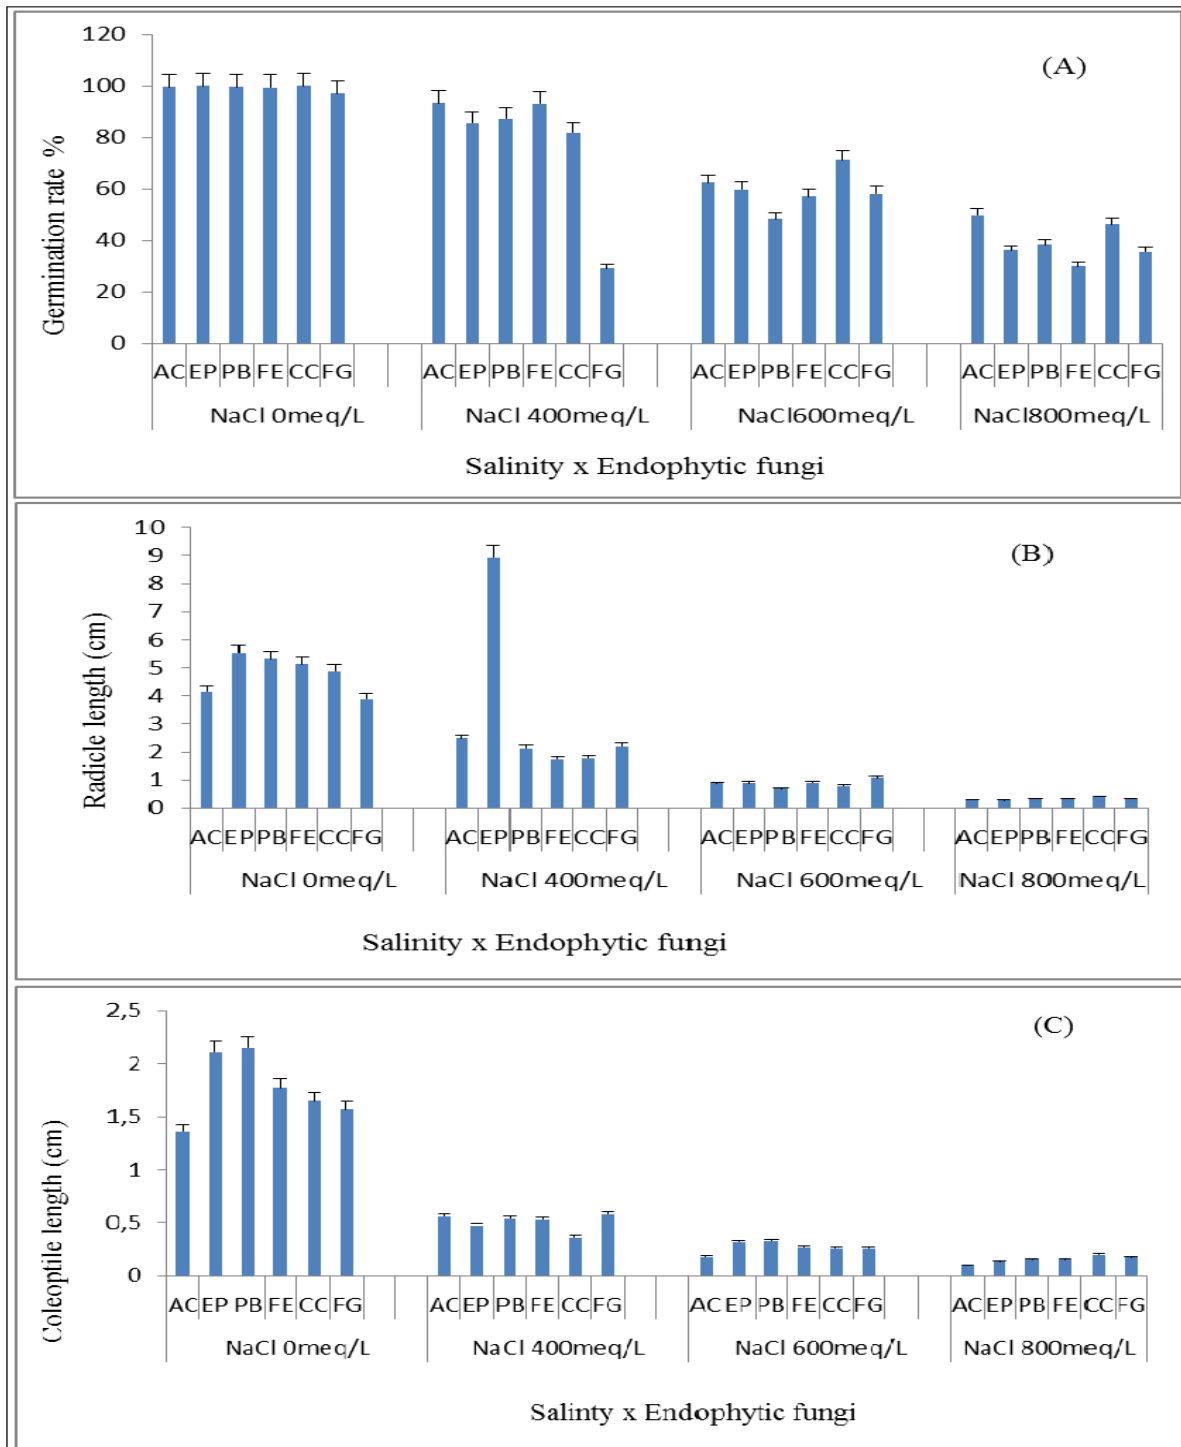 120
(A)
100
80
60
40
20
0
Germination rate %
AC EP PB FE CC FG AC EP PB FE CC FG AC EP PB FE CC FG AC EP PB FE CC FG
NaCl 0meq/L NaCl 400meq/L NaCl600meq/L NaCl800meq/L
Salinity x Endophytic fungi
10
(B)
9
8
7
6
5
4
3
2
1
0
Radicle length (cm)
AC EP PB FE CC FG AC EP PB FE CC FG AC EP PB FE CC FG AC EP PB FE CC FG
NaCl 0meq/L NaCl 400meq/L NaCl 600meq/L NaCl 800meq/L
Salinity x Endophytic fungi
2,5
(C)
2
1,5
1
0,5
0
Coleoptile length (cm)
AC EP PB FE CC FG AC EP PB FE CC FG AC EP PB FE CC FG AC EP PB FE CC FG
NaCl 0meq/L NaCl 400meq/L NaCl 600meq/L NaCl 800meq/L
Salinty x Endophytic fungi